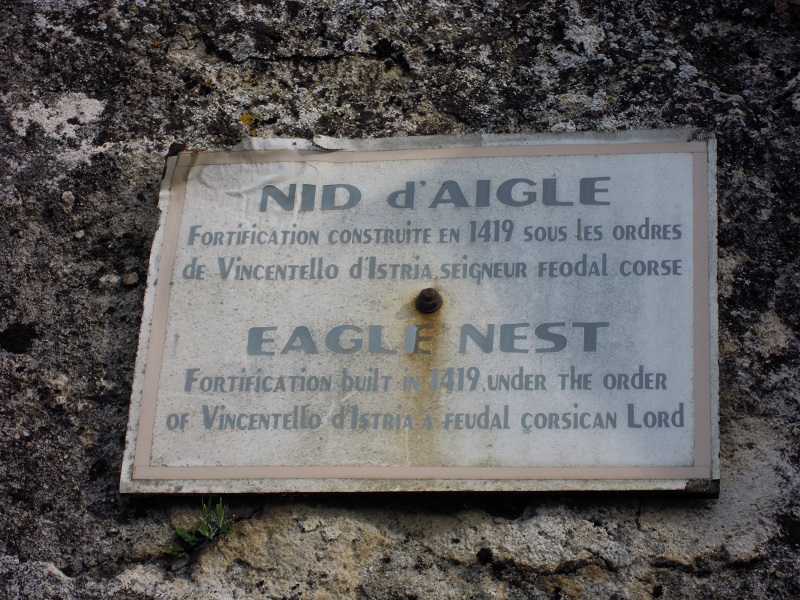 NID d'AIGLE
FORTIFICATION CONSTRUITE EN 1419 SOUS LES ORDRES
de VINCENTELLO d'ISTRIA, SEIGNEUR FEODAL CORSE
EAGLE NEST
FORTIFICATION BUILT IN 1419, UNDER THE ORDER
OF VINCENTELLO d'ISTRIA A FEUDAL CORSICAN LORD